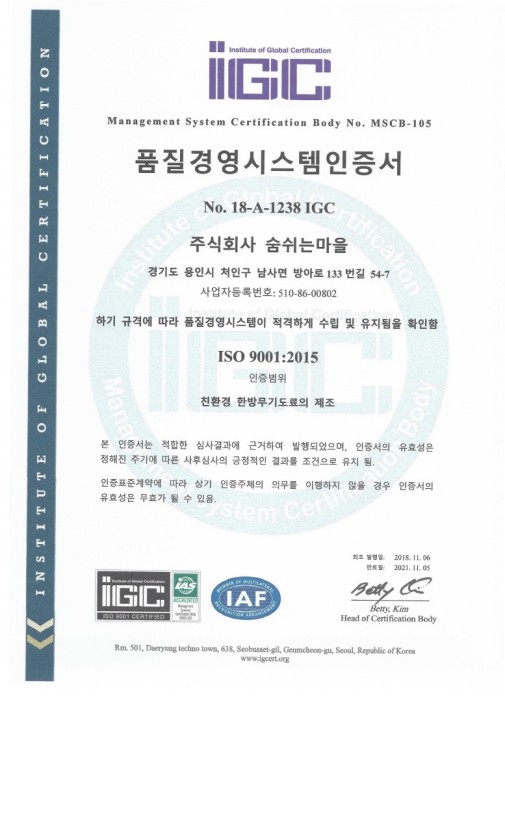 INSTITUTE OF GLOBAL CERTIFICATION
Institute of Global Certification
IGC
Management System Certification Body No. MSCB-105
품질경영시스템인증서
No. 18-A-1238 IGC
주식회사 숨쉬는마을
경기도 용인시 처인구 남사면 방아로 133 번길 54-7
사업자등록번호: 510-86-00802
하기 규격에 따라 품질경영시스템이 적격하게 수립 및 유지됨을 확인함
ISO 9001:2015
인증범위
친환경 한방무기도료의 제조
본 인증서는 적합한 심사결과에 근거하여 발행되었으며, 인증서의 유효성은
정해진 주기에 따른 사후심사의 긍정적인 결과를 조건으로 유지 됨.
인증표준계약에 따라 상기 인증주체의 의무를 이행하지 않을 경우 인증서의
유효성은 무효가 될 수 있음.
최초 발행일: 2018. 11. 06
만료일: 2021. 11. 05
Institute of Global Certification
IGC
ISO 9001 CERTIFIED
IAS
ACCREDITED
MEMBER OF MULTILATERAL
IAF
RECOGNITION ARRANGEMENT
Betty, Kim
Head of Certification Body
Rm. 501, Daeryung techno town, 638, Seobusaet-gil, Geumcheon-gu, Seoul, Republic of Korea
www.igcert.org